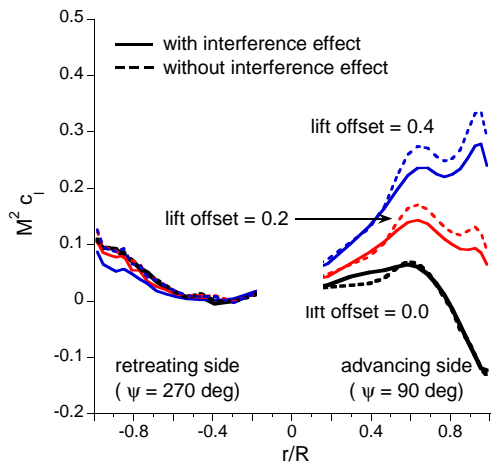 0.5
with interference effect
without interference effect
0.4
lift offset = 0.4
0.3
0.2
lift offset = 0.2
0.1
0
lift offset = 0.0
-0.1
retreating side
( ψ = 270 deg)
advancing side
( ψ = 90 deg)
-0.2
-0.8 -0.4 0 0.4 0.8
r/R
M² c_l